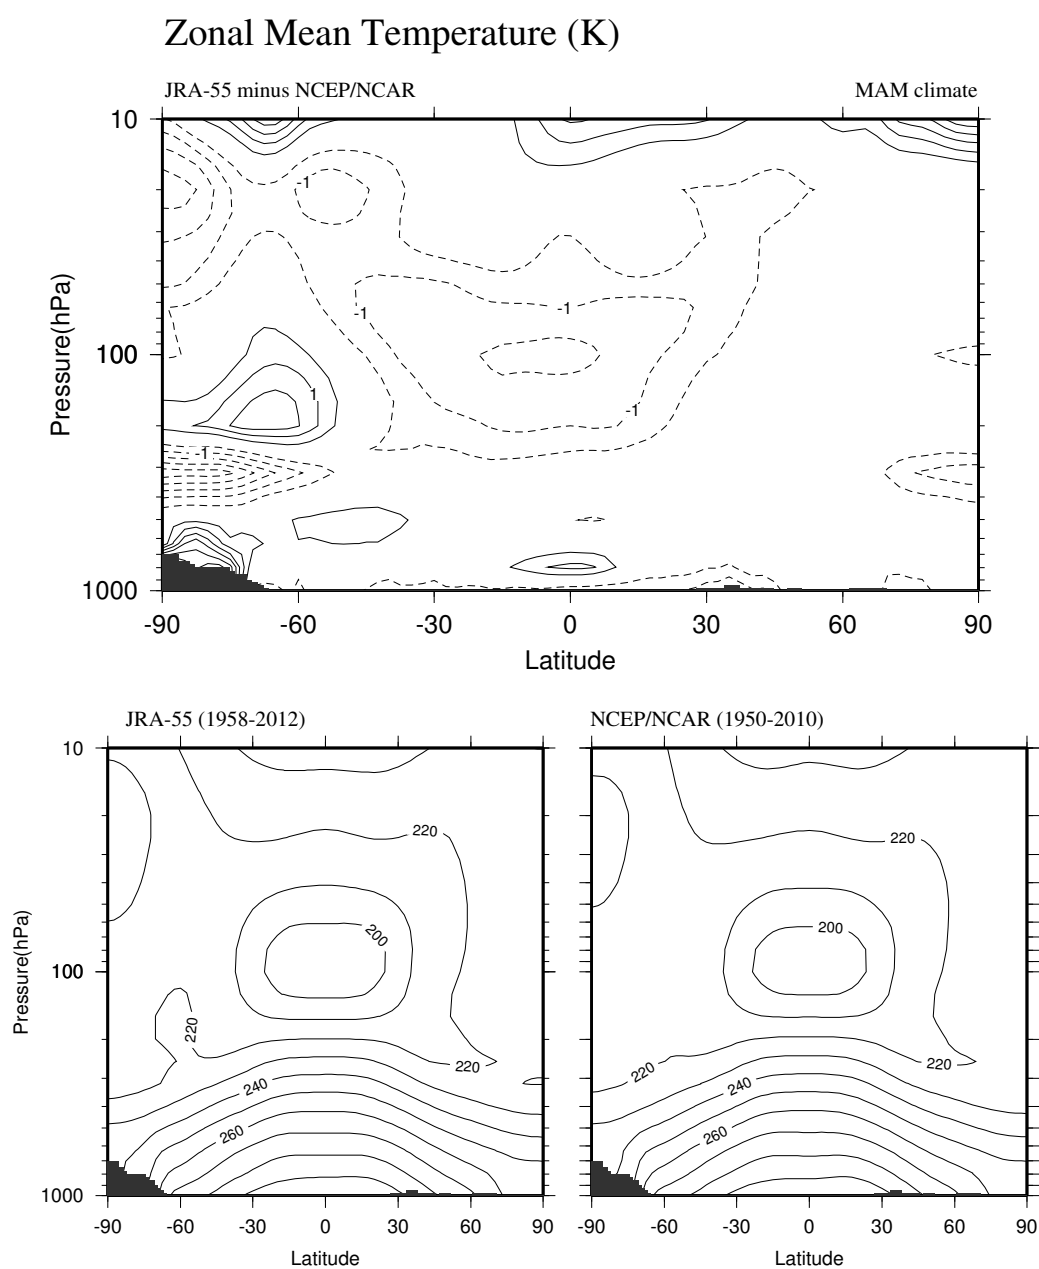 Zonal Mean Temperature (K)
JRA-55 minus NCEP/NCAR MAM climate
10
-1
-1
-1
Pressure(hPa)
100
1
-1
-1
1000
-90 -60 -30 0 30 60 90
Latitude
JRA-55 (1958-2012) NCEP/NCAR (1950-2010)
10
220 220
200 200
Pressure(hPa)
100
220
220 220 220
240 240
260 260
1000
-90 -60 -30 0 30 60 90 -90 -60 -30 0 30 60 90
Latitude Latitude